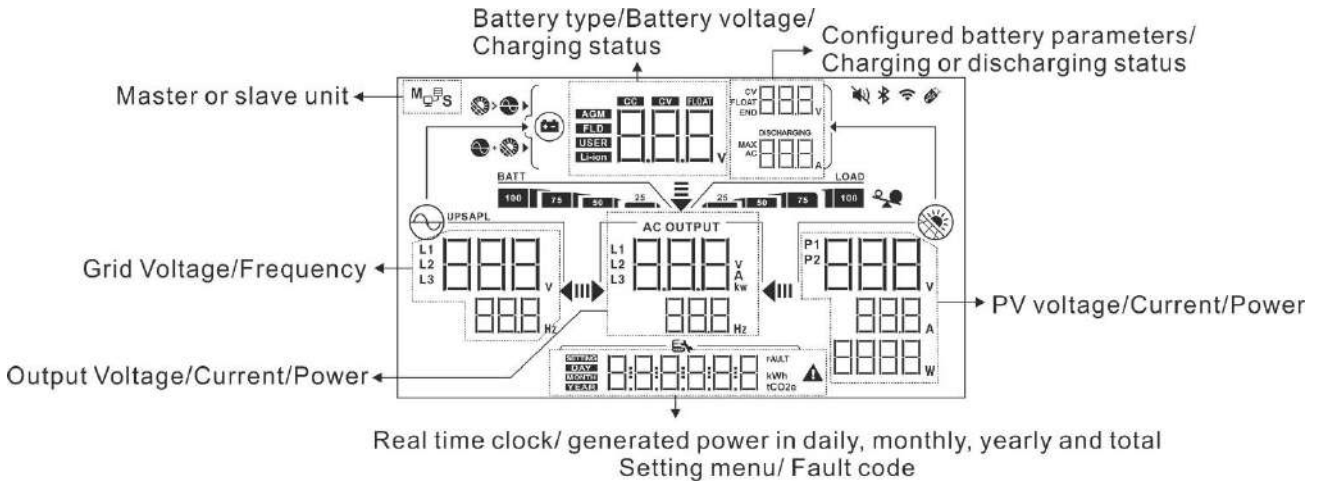 Battery type/Battery voltage/
Charging status
Configured battery parameters/
Charging or discharging status
Master or slave unit
M S
CC CV FLOAT
AGM
FLD
USER
Li-ion
V
CV
FLOAT
END
V
DISCHARGING
MAX
AC
A
BATT
LOAD
100 75 50 25
25 50 75 100
UPSAPL
L1
L2
L3
V
Hz
AC OUTPUT
L1
L2
L3
V
A
kw
Hz
P1
P2
V
A
W
Grid Voltage/Frequency
PV voltage/Current/Power
Output Voltage/Current/Power
SETTING
DAY
MONTH
YEAR
FAULT
kWh
tCO2e
Real time clock/ generated power in daily, monthly, yearly and total
Setting menu/ Fault code